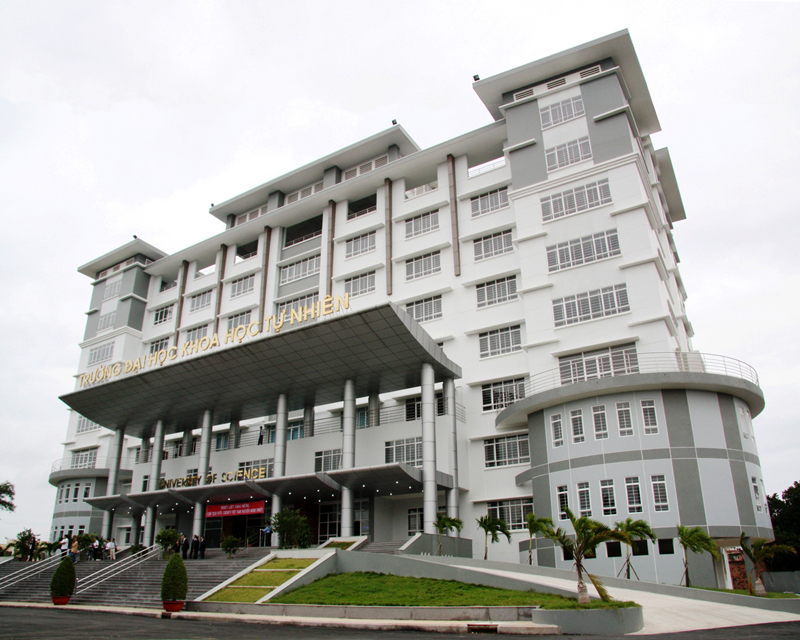 TRƯỜNG ĐẠI HỌC KHOA HỌC TỰ NHIÊN
UNIVERSITY OF SCIENCE